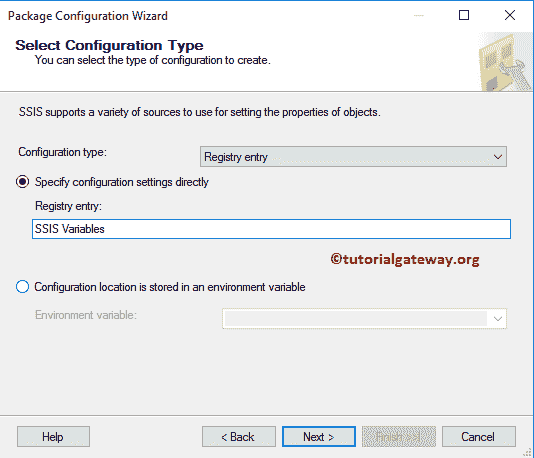 Package Configuration Wizard
Select Configuration Type
You can select the type of configuration to create.
SSIS supports a variety of sources to use for setting the properties of objects.
Configuration type:
Registry entry
Specify configuration settings directly
Registry entry:
SSIS Variables
©tutorialgateway.org
Configuration location is stored in an environment variable
Environment variable:
Help
< Back
Next >
Cancel